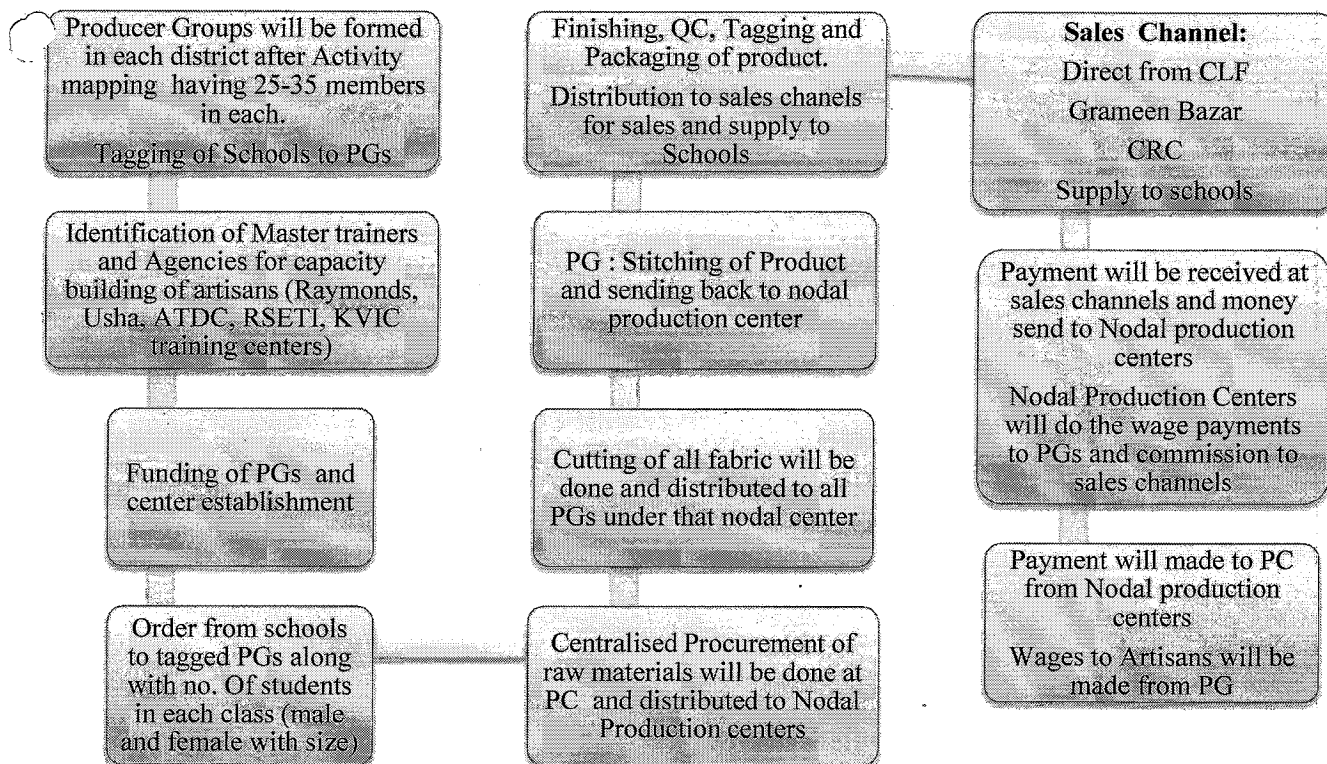 Producer Groups will be formed
in each district after Activity
mapping having 25-35 members
in each.
Tagging of Schools to PGs
Identification of Master trainers
and Agencies for capacity
building of artisans (Raymonds,
Usha, ATDC, RSETI, KVIC
training centers)
Funding of PGs and
center establishment
Order from schools
to tagged PGs along
with no. Of students
in each class (male
and female with size)
Centralised Procurement of
raw materials will be done at
PC and distributed to Nodal
Production centers
Cutting of all fabric will be
done and distributed to all
PGs under that nodal center
PG : Stitching of Product
and sending back to nodal
production center
Finishing, QC, Tagging and
Packaging of product.
Distribution to sales chanels
for sales and supply to
Schools
Sales Channel:
Direct from CLF
Grameen Bazar
CRC
Supply to schools
Payment will be received at
sales channels and money
send to Nodal production
centers
Nodal Production Centers
will do the wage payments
to PGs and commission to
sales channels
Payment will made to PC
from Nodal production
centers
Wages to Artisans will be
made from PG